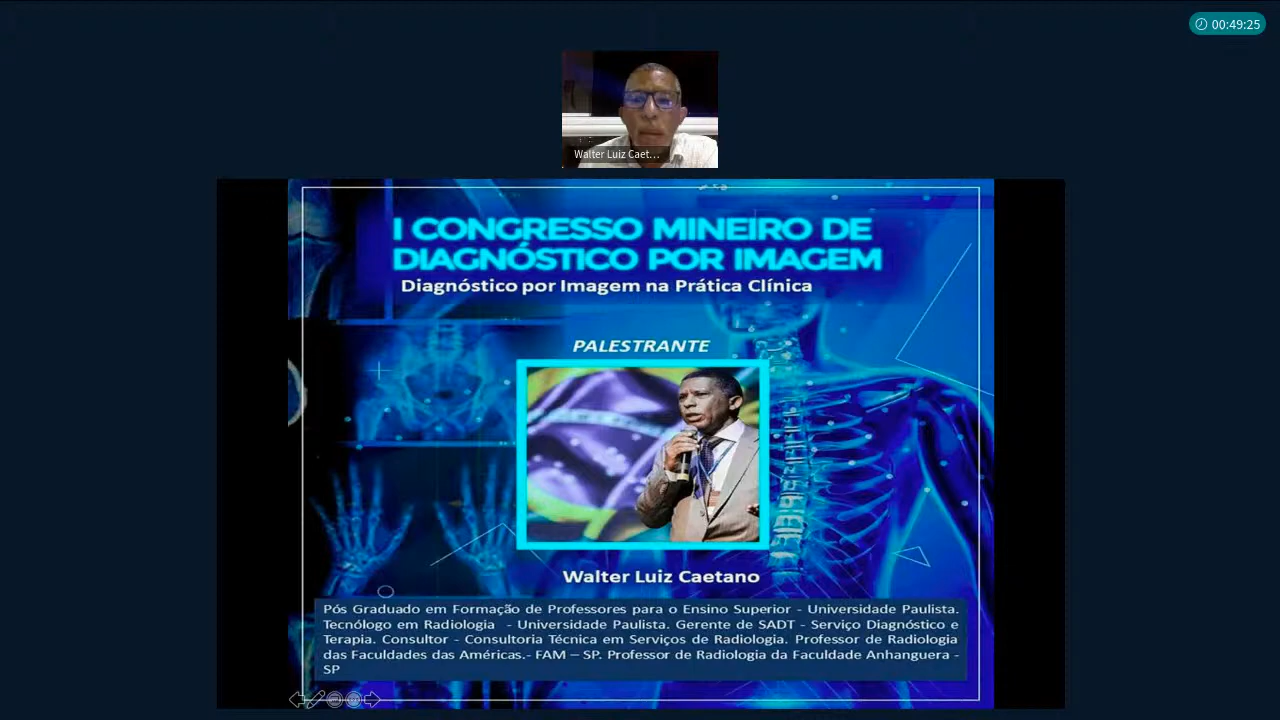 00:49:25
Walter Luiz Caet...
I CONGRESSO MINEIRO DE
DIAGNÓSTICO POR IMAGEM
Diagnóstico por Imagem na Prática Clínica
PALESTRANTE
Walter Luiz Caetano
Pós Graduado em Formação de Professores para o Ensino Superior - Universidade Paulista.
Tecnólogo em Radiologia - Universidade Paulista. Gerente de SADT - Serviço Diagnóstico e
Terapia. Consultor - Consultoria Técnica em Serviços de Radiologia. Professor de Radiologia
das Faculdades das Américas.- FAM – SP. Professor de Radiologia da Faculdade Anhanguera -
SP